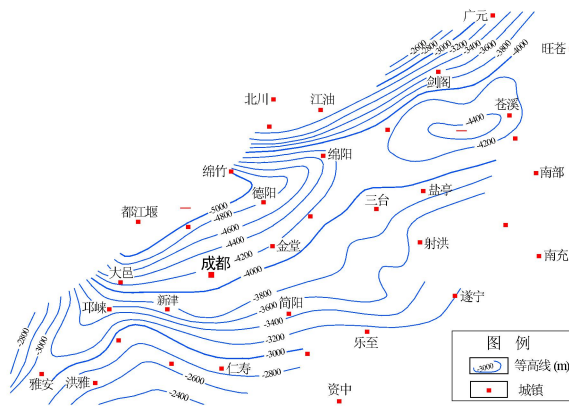 广元
-2600
-2800
-3000
-3200
-3400
-3600
-3800
-4000
旺苍
剑阁
北川
江油
苍溪
-4400
-4200
绵阳
绵竹
南部
德阳
盐亭
三台
-5000
-4800
-4600
-4400
-4200
-4000
都江堰
射洪
金堂
南充
成都
大邑
-3800
-3600
-3400
-3200
-3000
-2800
-2600
-2400
新津
简阳
遂宁
邛崃
-2800
-3000
乐至
图 例
-3000
等高线(m)
城镇
雅安
洪雅
仁寿
资中